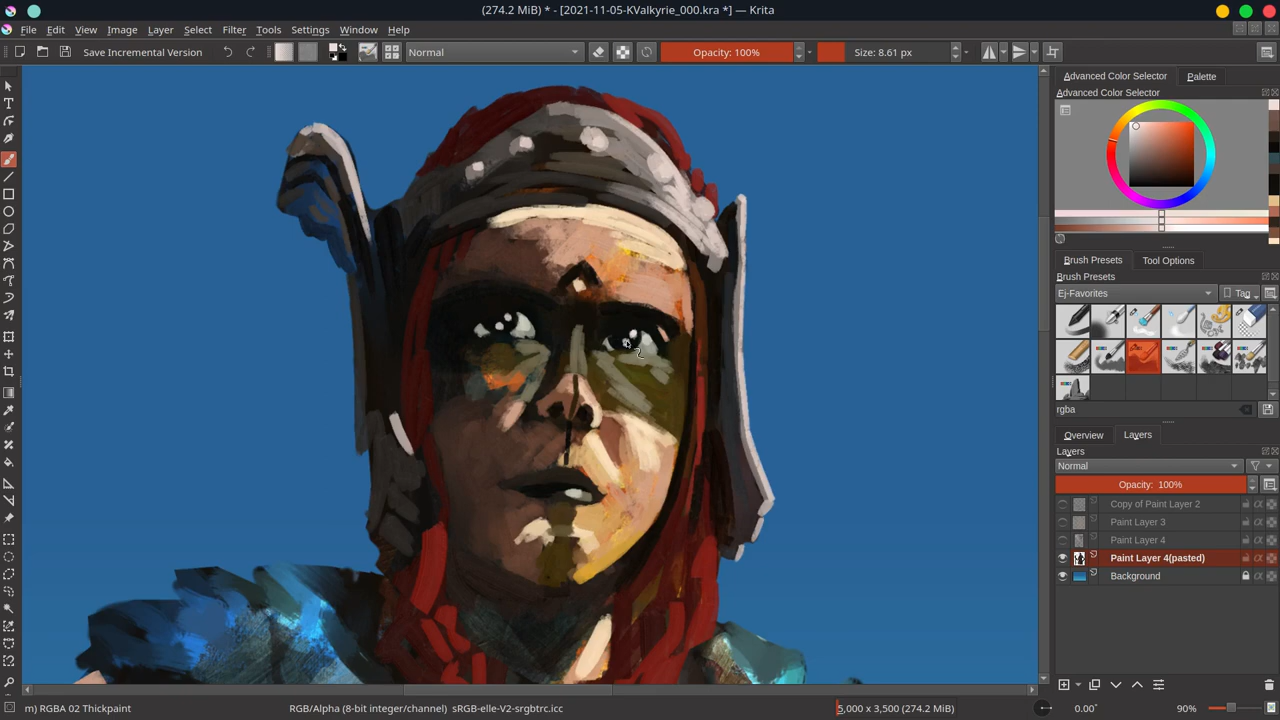 (274.2 MiB) * - [2021-11-05-KValkyrie_000.kra *] — Krita
File Edit View Image Layer Select Filter Tools Settings Window Help
Save Incremental Version Normal Opacity: 100% Size: 8.61 px
Advanced Color Selector Palette
Advanced Color Selector
Brush Presets Tool Options
Brush Presets
Ej-Favorites Tag
rgba
Overview Layers
Layers
Normal
Opacity: 100%
Copy of Paint Layer 2
Paint Layer 3
Paint Layer 4
Paint Layer 4(pasted)
Background
m) RGBA 02 Thickpaint RGB/Alpha (8-bit integer/channel) sRGB-elle-V2-srgbtrc.icc 5,000 x 3,500 (274.2 MiB) 0.00° 90%